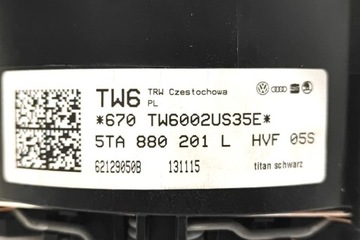 TW6 TRW Czestochowa
PL
*670 TW6002US35E*
5TA 880 201 L HVF 05S
62129050B 131115 titan schwarz